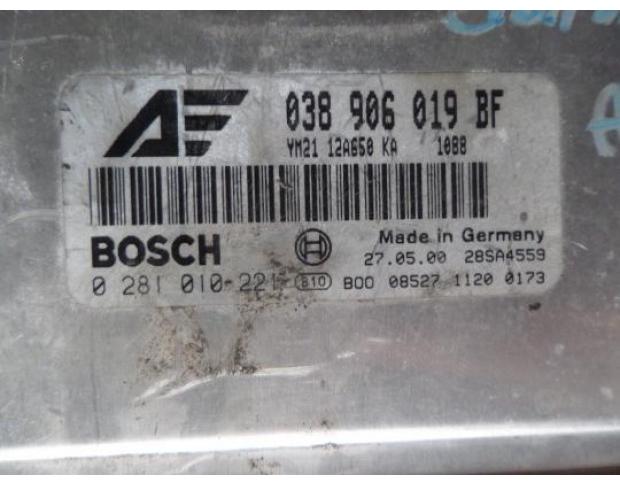 038 906 019 BF
YM21 12A650 KA 1088
BOSCH
Made in Germany
27.05.00 28SA4559
0 281 010-221 810 B00 08527 1120 0173